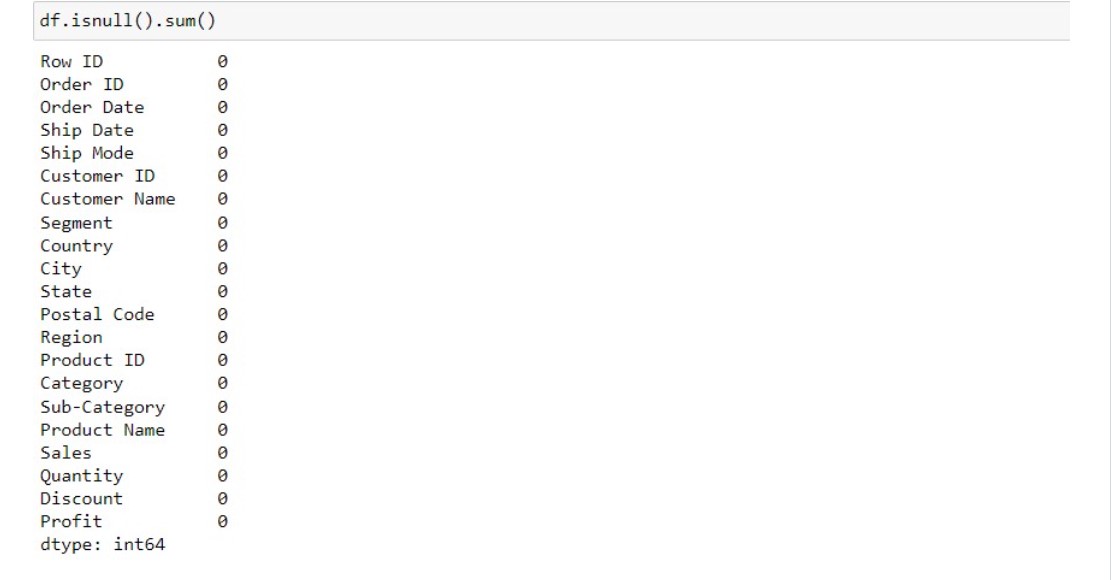 df.isnull().sum()
Row ID 0
Order ID 0
Order Date 0
Ship Date 0
Ship Mode 0
Customer ID 0
Customer Name 0
Segment 0
Country 0
City 0
State 0
Postal Code 0
Region 0
Product ID 0
Category 0
Sub-Category 0
Product Name 0
Sales 0
Quantity 0
Discount 0
Profit 0
dtype: int64